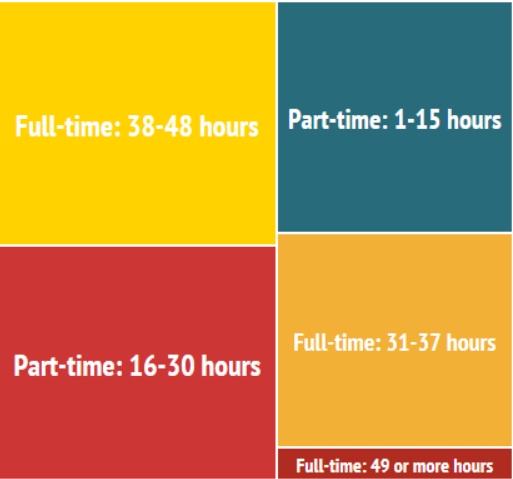 Full-time: 38-48 hours
Part-time: 1-15 hours
Part-time: 16-30 hours
Full-time: 31-37 hours
Full-time: 49 or more hours